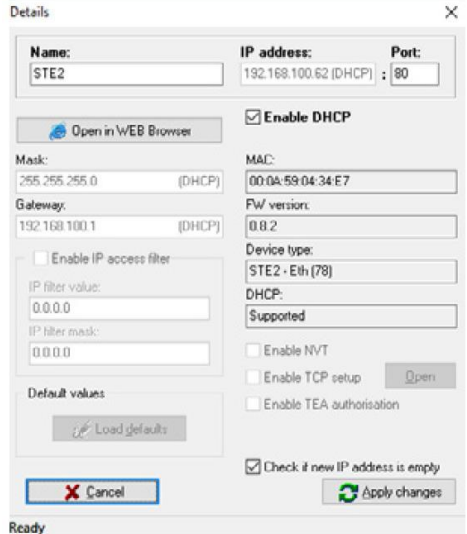 Details
Name:
IP address:
Port:
STE2
192.168.100.62 (DHCP)
:
80
Open in WEB Browser
Enable DHCP
Mask:
MAC:
255.255.255.0 (DHCP)
00:0A:59:04:34:E7
Gateway:
FW version:
192.168.100.1 (DHCP)
0.8.2
Enable IP access filter
Device type:
STE2 - Eth (78)
IP filter value:
DHCP:
0.0.0.0
Supported
IP filter mask:
0.0.0.0
Enable NVT
Enable TCP setup
Open
Default values
Enable TEA authorisation
Load defaults
Check if new IP address is empty
Cancel
Apply changes
Ready